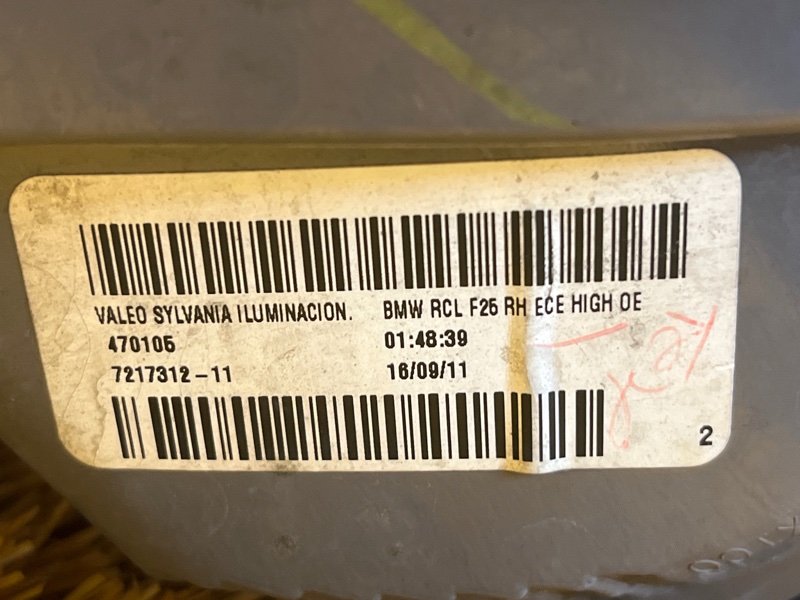 VALEO SYLVANIA ILUMINACION. BMW RCL F25 RH ECE HIGH OE
470105 01:48:39
7217312-11 16/09/11
2